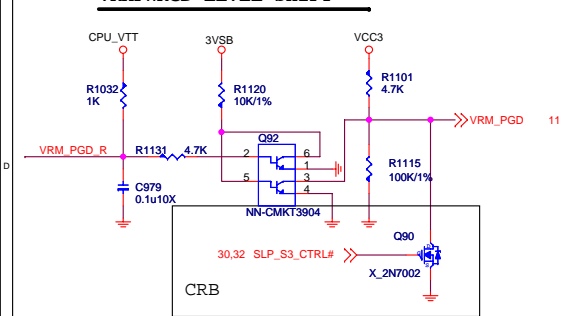 CPU_VTT
3VSB
VCC3
R1032
1K
R1120
10K/1%
R1101
4.7K
VRM_PGD 11
Q92
VRM_PGD_R
R1131 4.7K
2
6
1
5
3
4
D
R1115
100K/1%
C979
0.1u10X
NN-CMKT3904
Q90
30,32 SLP_S3_CTRL#
X_2N7002
CRB